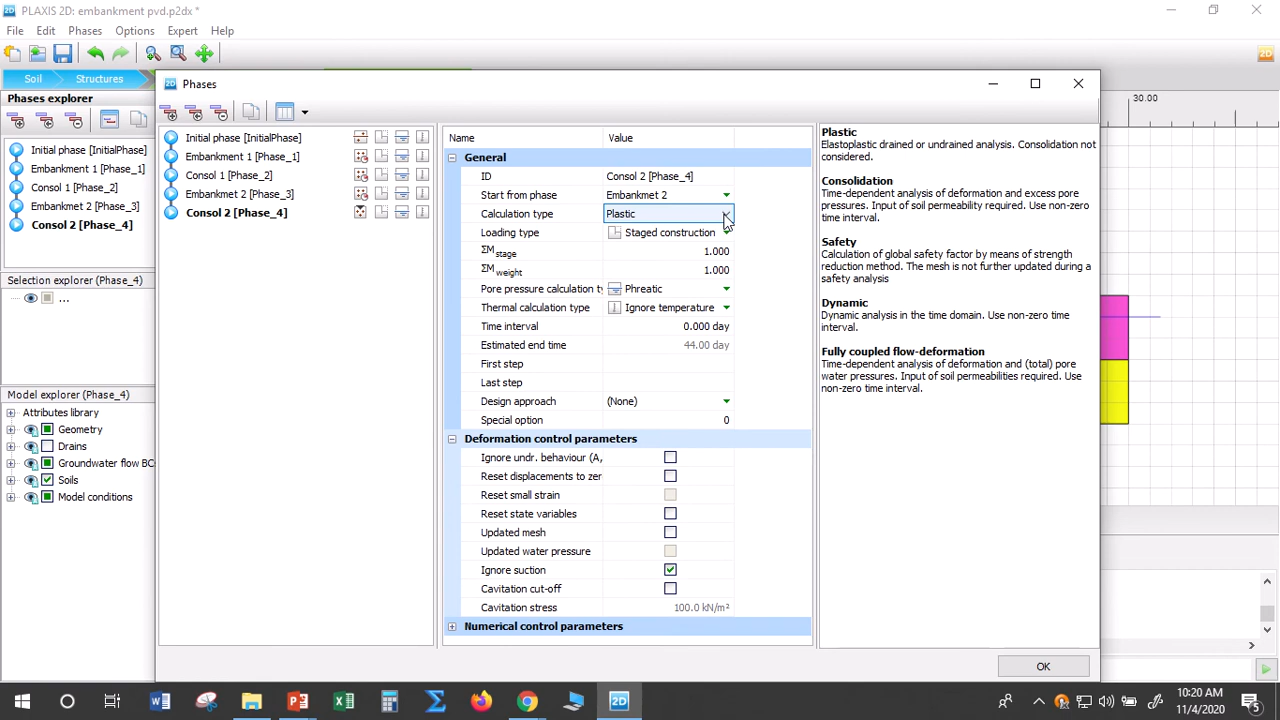 PLAXIS 2D: embankment pvd.p2dx *
File Edit Phases Options Expert Help
Soil Structures
Phases explorer
Initial phase [InitialPhase]
Embankment 1 [Phase_1]
Consol 1 [Phase_2]
Embankmet 2 [Phase_3]
Consol 2 [Phase_4]
Selection explorer (Phase_4)
...
Model explorer (Phase_4)
Attributes library
Geometry
Drains
Groundwater flow BC
Soils
Model conditions
Phases
Initial phase [InitialPhase]
Embankment 1 [Phase_1]
Consol 1 [Phase_2]
Embankmet 2 [Phase_3]
Consol 2 [Phase_4]
Name Value
General
ID Consol 2 [Phase_4]
Start from phase Embankmet 2
Calculation type Plastic
Loading type Staged construction
ΣMstage 1.000
ΣMweight 1.000
Pore pressure calculation ty Phreatic
Thermal calculation type Ignore temperature
Time interval 0.000 day
Estimated end time 44.00 day
First step
Last step
Design approach (None)
Special option 0
Deformation control parameters
Ignore undr. behaviour (A,
Reset displacements to zer
Reset small strain
Reset state variables
Updated mesh
Updated water pressure
Ignore suction
Cavitation cut-off
Cavitation stress 100.0 kN/m²
Numerical control parameters
Plastic
Elastoplastic drained or undrained analysis. Consolidation not
considered.
Consolidation
Time-dependent analysis of deformation and excess pore
pressures. Input of soil permeability required. Use non-zero
time interval.
Safety
Calculation of global safety factor by means of strength
reduction method. The mesh is not further updated during a
safety analysis
Dynamic
Dynamic analysis in the time domain. Use non-zero time
interval.
Fully coupled flow-deformation
Time-dependent analysis of deformation and (total) pore
water pressures. Input of soil permeabilities required. Use
non-zero time interval.
OK
30.00
2D
10:20 AM
11/4/2020
5